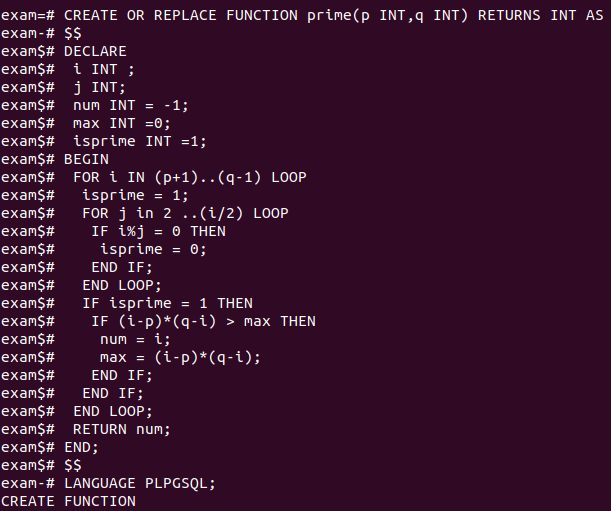 exam=# CREATE OR REPLACE FUNCTION prime(p INT,q INT) RETURNS INT AS
exam-# $$
exam$# DECLARE
exam$#  i INT ;
exam$#  j INT;
exam$#  num INT = -1;
exam$#  max INT =0;
exam$#  isprime INT =1;
exam$# BEGIN
exam$#  FOR i IN (p+1)..(q-1) LOOP
exam$#   isprime = 1;
exam$#   FOR j in 2 ..(i/2) LOOP
exam$#    IF i%j = 0 THEN
exam$#     isprime = 0;
exam$#    END IF;
exam$#   END LOOP;
exam$#   IF isprime = 1 THEN
exam$#    IF (i-p)*(q-i) > max THEN
exam$#     num = i;
exam$#     max = (i-p)*(q-i);
exam$#    END IF;
exam$#   END IF;
exam$#  END LOOP;
exam$#  RETURN num;
exam$# END;
exam$# $$
exam-# LANGUAGE PLPGSQL;
CREATE FUNCTION